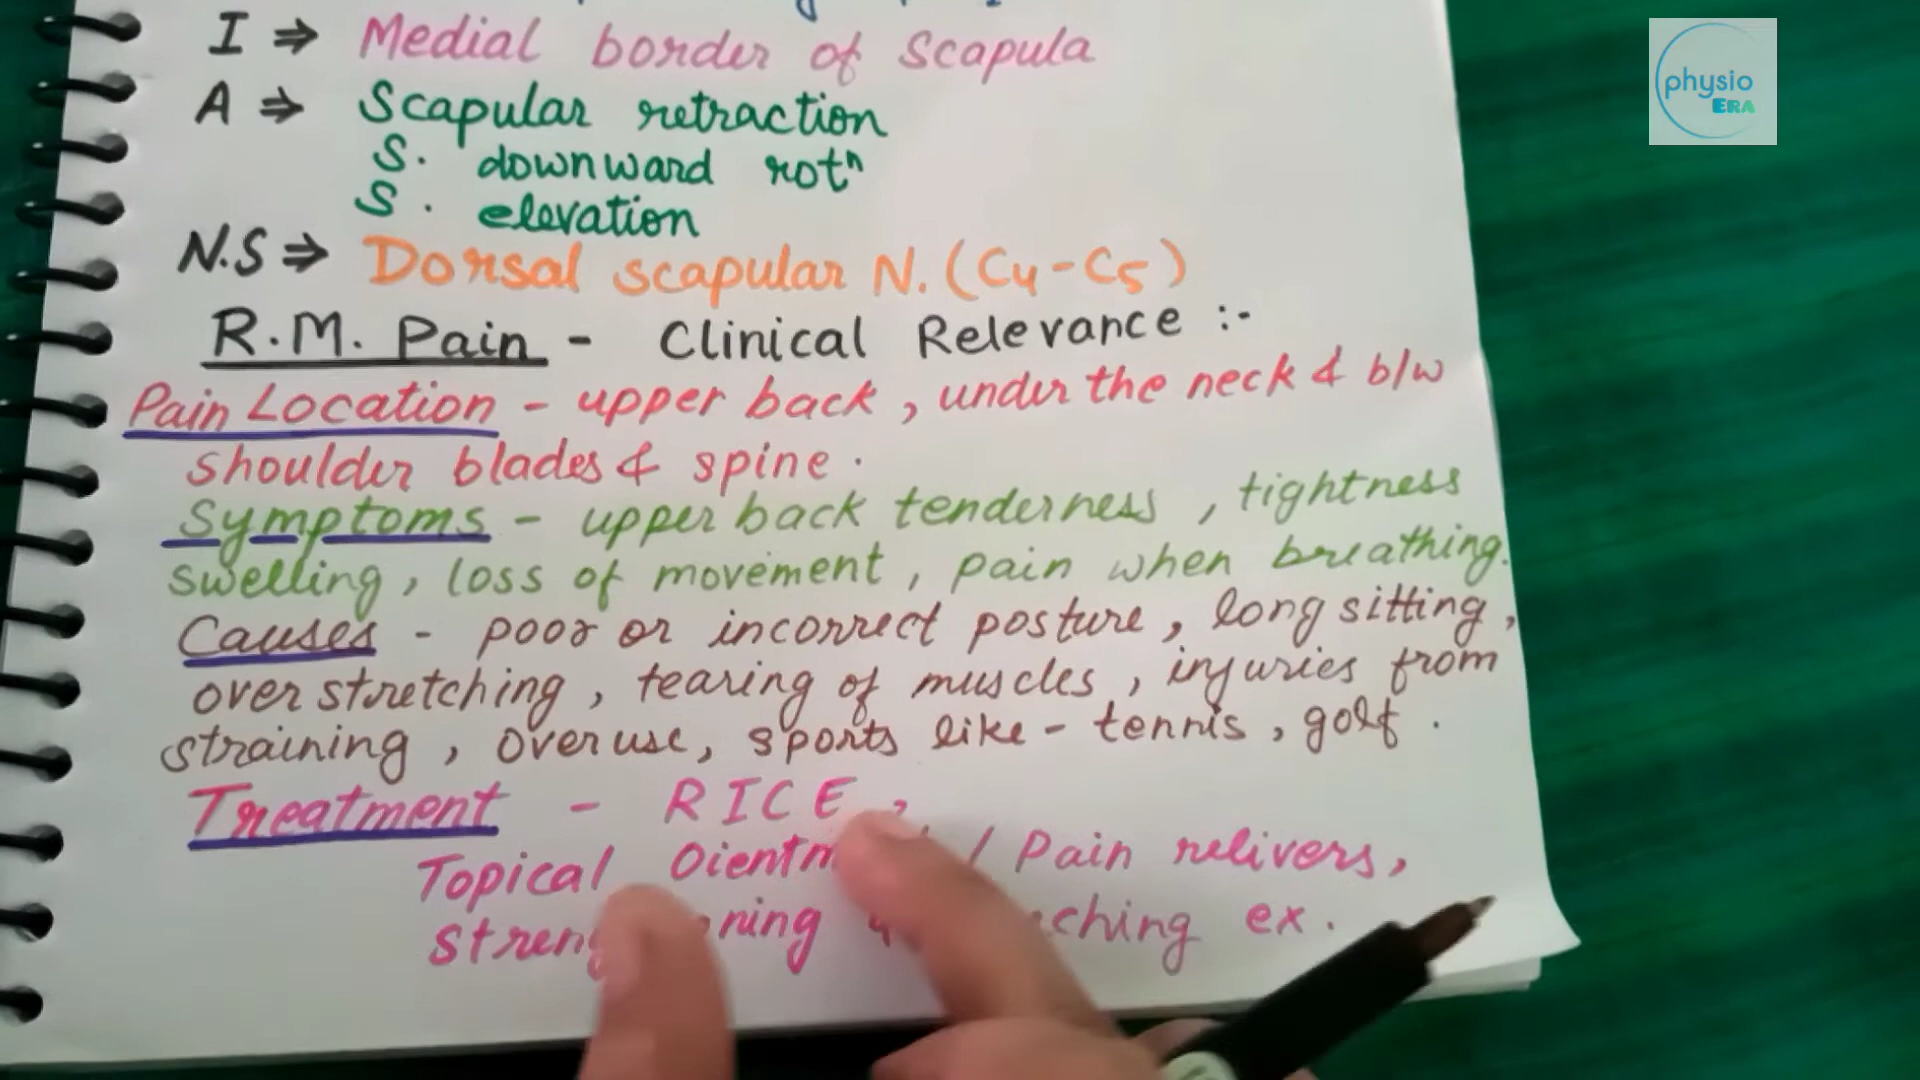 I ⇒ Medial border of Scapula
A ⇒ Scapular retraction
S. downward rotⁿ
S. elevation
N.S ⇒ Dorsal scapular N. (C4-C5)
R.M. Pain - Clinical Relevance :-
Pain Location - upper back, under the neck & b/w
shoulder blades & spine.
Symptoms - upper back tenderness, tightness
swelling, loss of movement, pain when breathing.
Causes - poor or incorrect posture, long sitting,
over stretching, tearing of muscles, injuries from
straining, overuse, sports like - tennis, golf.
Treatment - RICE,
Topical / Pain relivers,
ex.
physio
ERA